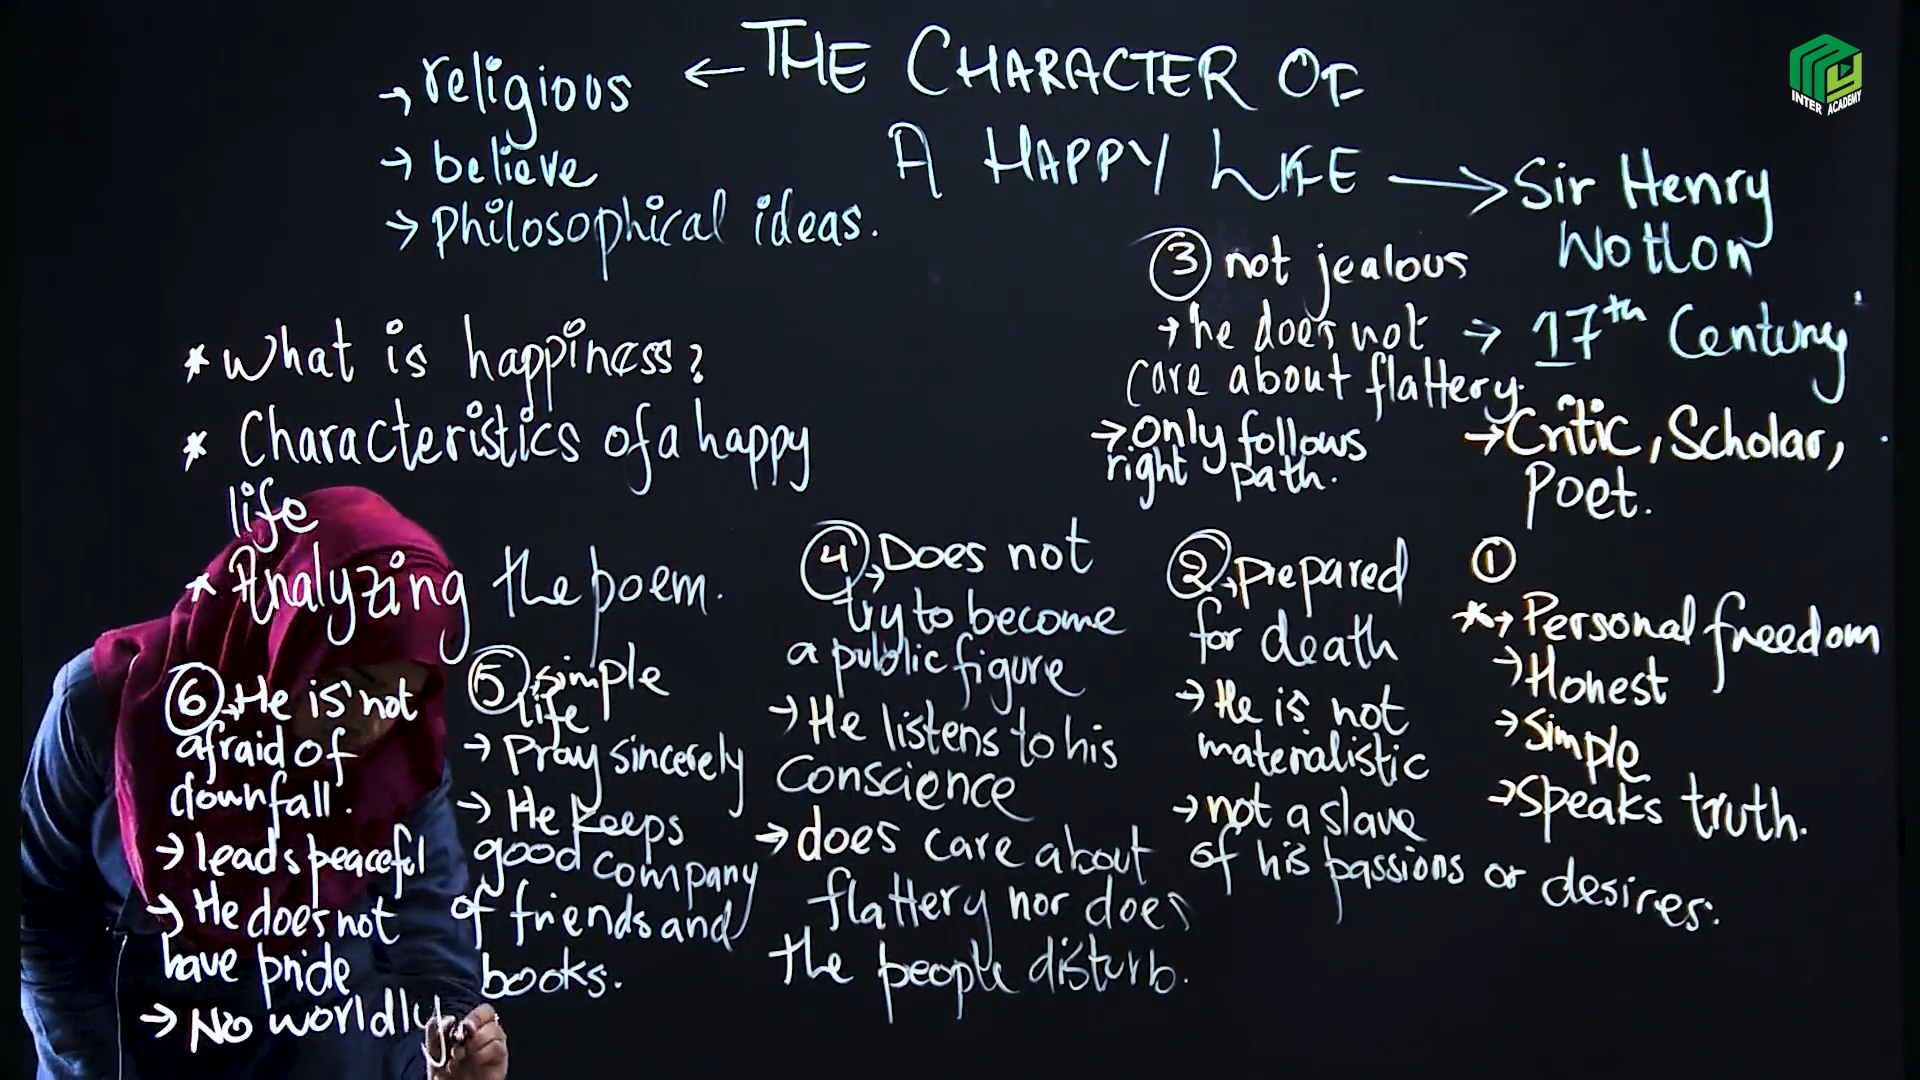 THE CHARACTER OF
A HAPPY LIFE → Sir Henry
Wotton
→ 17th Century
→ Critic, Scholar,
Poet.
← 
→ religious
→ believe
→ Philosophical ideas.
* What is happiness?
* Characteristics of a happy
life
* Analyzing the poem.
①
*→ Personal freedom
→ Honest
→ Simple
→ Speaks truth.
② → prepared
for death
→ He is not
materialistic
→ not a slave
of his passions or desires.
③ not jealous
→ he does not
care about flattery.
→ only follows
right path.
④ → Does not
try to become
a public figure
→ He listens to his
conscience
→ does care about
flattery nor does
the people disturb.
⑤ → simple
life
→ Pray sincerely
→ He keeps
good company
of friends and
books.
⑥ → He is not
afraid of
downfall.
→ leads peaceful
→ He does not
have pride
→ No worldly
INTER ACADEMY